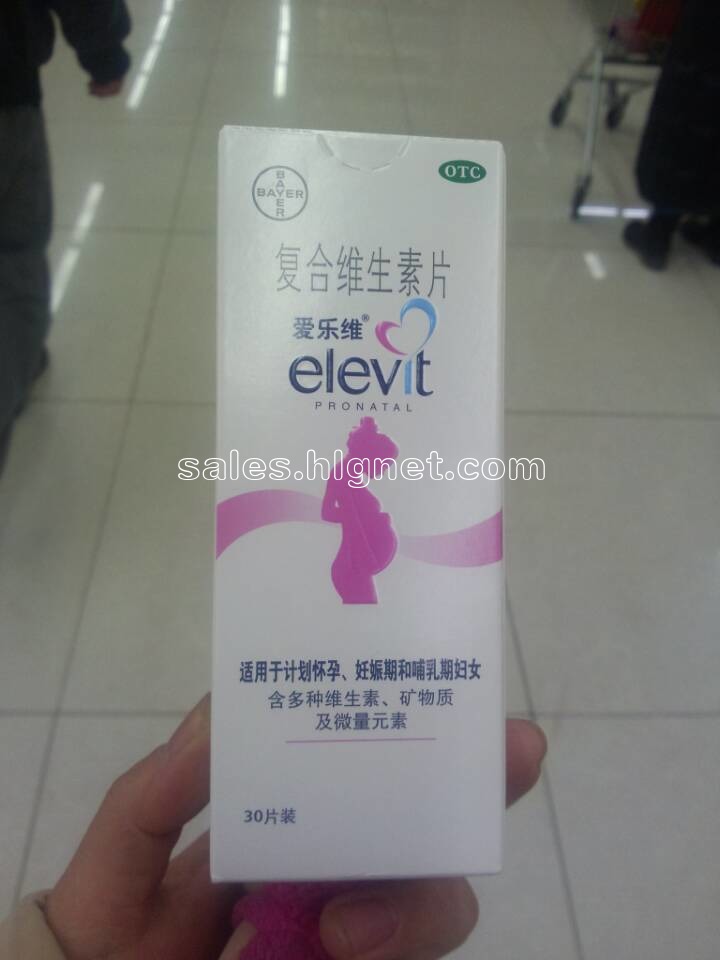 BAYER
BAYER
OTC
复合维生素片
爱乐维®
elevit
PRONATAL
sales.hlgnet.com
适用于计划怀孕、妊娠期和哺乳期妇女
含多种维生素、矿物质
及微量元素
30片装